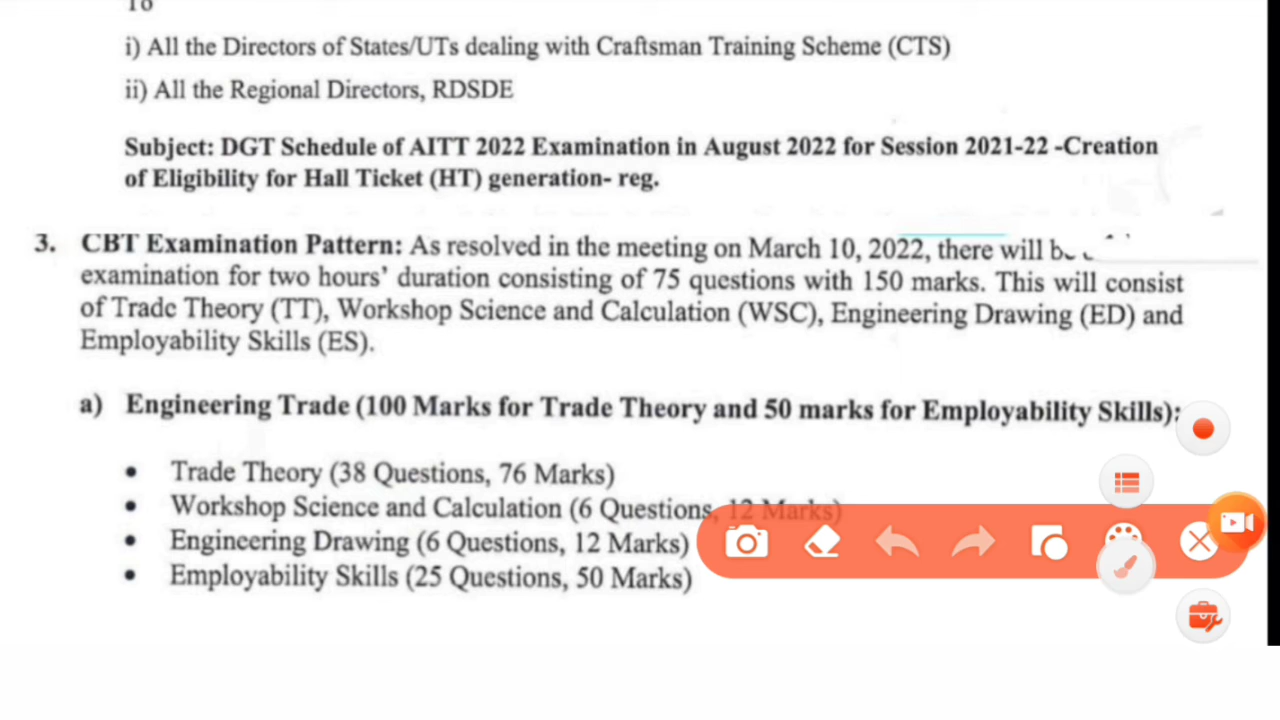 To
i) All the Directors of States/UTs dealing with Craftsman Training Scheme (CTS)
ii) All the Regional Directors, RDSDE
Subject: DGT Schedule of AITT 2022 Examination in August 2022 for Session 2021-22 -Creation
of Eligibility for Hall Ticket (HT) generation- reg.
3. CBT Examination Pattern: As resolved in the meeting on March 10, 2022, there will
examination for two hours' duration consisting of 75 questions with 150 marks. This will consist
of Trade Theory (TT), Workshop Science and Calculation (WSC), Engineering Drawing (ED) and
Employability Skills (ES).
a) Engineering Trade (100 Marks for Trade Theory and 50 marks for Employability Skills):
• Trade Theory (38 Questions, 76 Marks)
• Workshop Science and Calculation (6 Questions, 12 Marks)
• Engineering Drawing (6 Questions, 12 Marks)
• Employability Skills (25 Questions, 50 Marks)